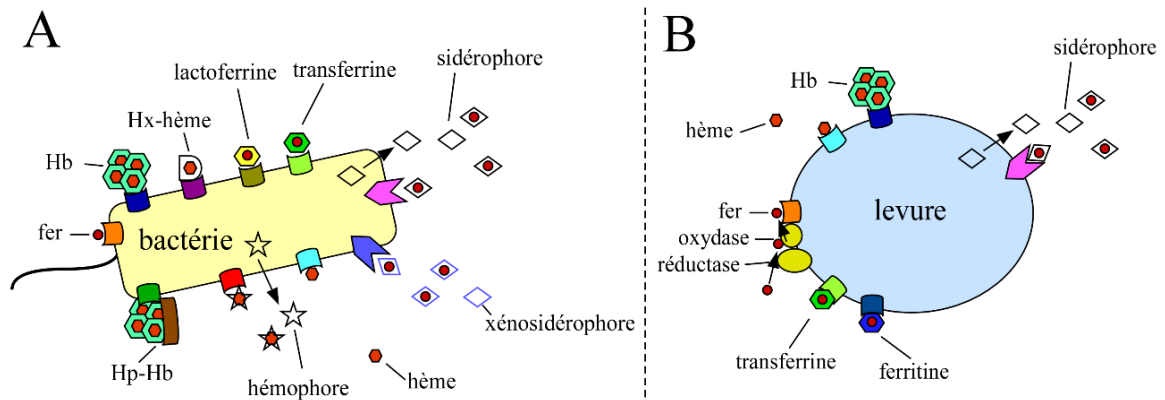 A
lactoferrine
transferrine
sidérophore
Hx-hème
Hb
fer
bactérie
Hp-Hb
hémophore
hème
xénosidérophore
B
sidérophore
Hb
hème
fer
oxydase
réductase
levure
transferrine
ferritine